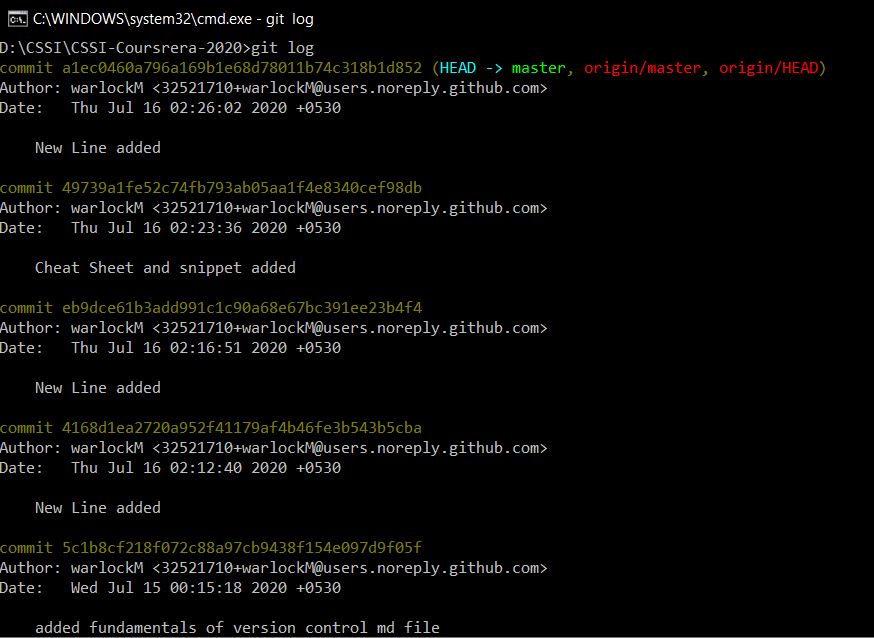 C:\WINDOWS\system32\cmd.exe - git  log
D:\CSSI\CSSI-Coursrera-2020>git log
commit a1ec0460a796a169b1e68d78011b74c318b1d852 (HEAD -> master, origin/master, origin/HEAD)
Author: warlockM <32521710+warlockM@users.noreply.github.com>
Date:   Thu Jul 16 02:26:02 2020 +0530
    New Line added
commit 49739a1fe52c74fb793ab05aa1f4e8340cef98db
Author: warlockM <32521710+warlockM@users.noreply.github.com>
Date:   Thu Jul 16 02:23:36 2020 +0530
    Cheat Sheet and snippet added
commit eb9dce61b3add991c1c90a68e67bc391ee23b4f4
Author: warlockM <32521710+warlockM@users.noreply.github.com>
Date:   Thu Jul 16 02:16:51 2020 +0530
    New Line added
commit 4168d1ea2720a952f41179af4b46fe3b543b5cba
Author: warlockM <32521710+warlockM@users.noreply.github.com>
Date:   Thu Jul 16 02:12:40 2020 +0530
    New Line added
commit 5c1b8cf218f072c88a97cb9438f154e097d9f05f
Author: warlockM <32521710+warlockM@users.noreply.github.com>
Date:   Wed Jul 15 00:15:18 2020 +0530
    added fundamentals of version control md file